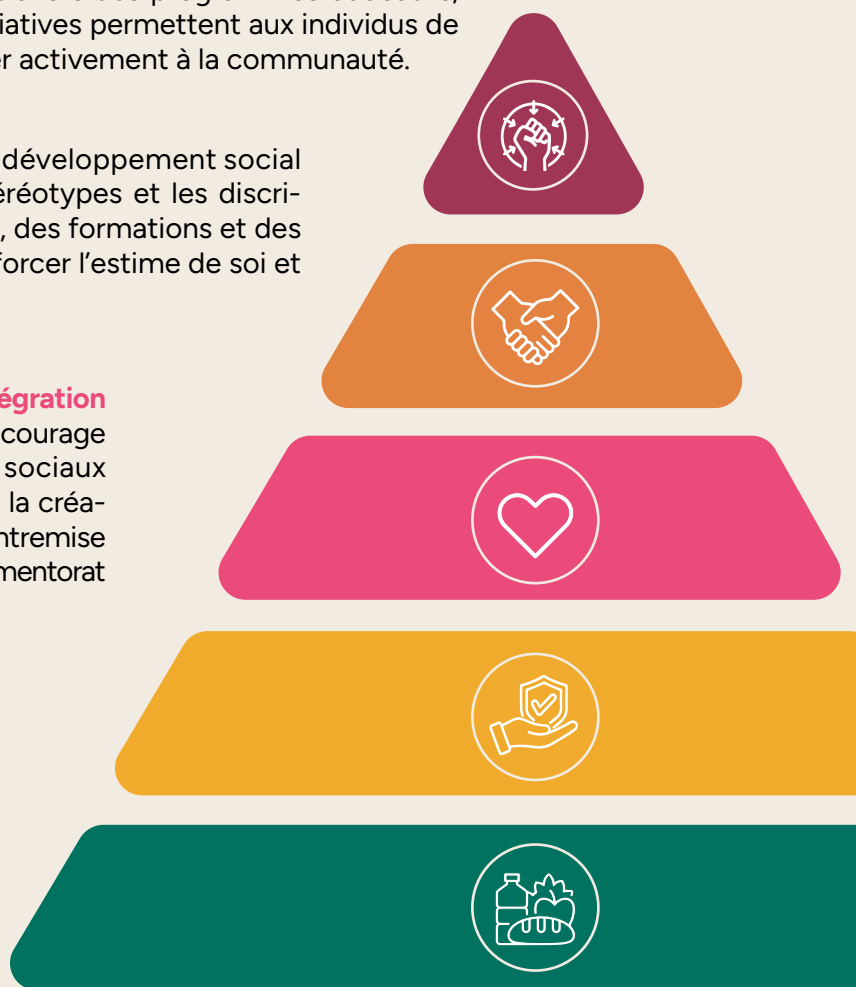 iatives permettent aux individus de
r activement à la communauté.
développement social
éréotypes et les discri-
, des formations et des
forcer l'estime de soi et
égration
courage
sociaux
la créa-
ntremise
mentorat